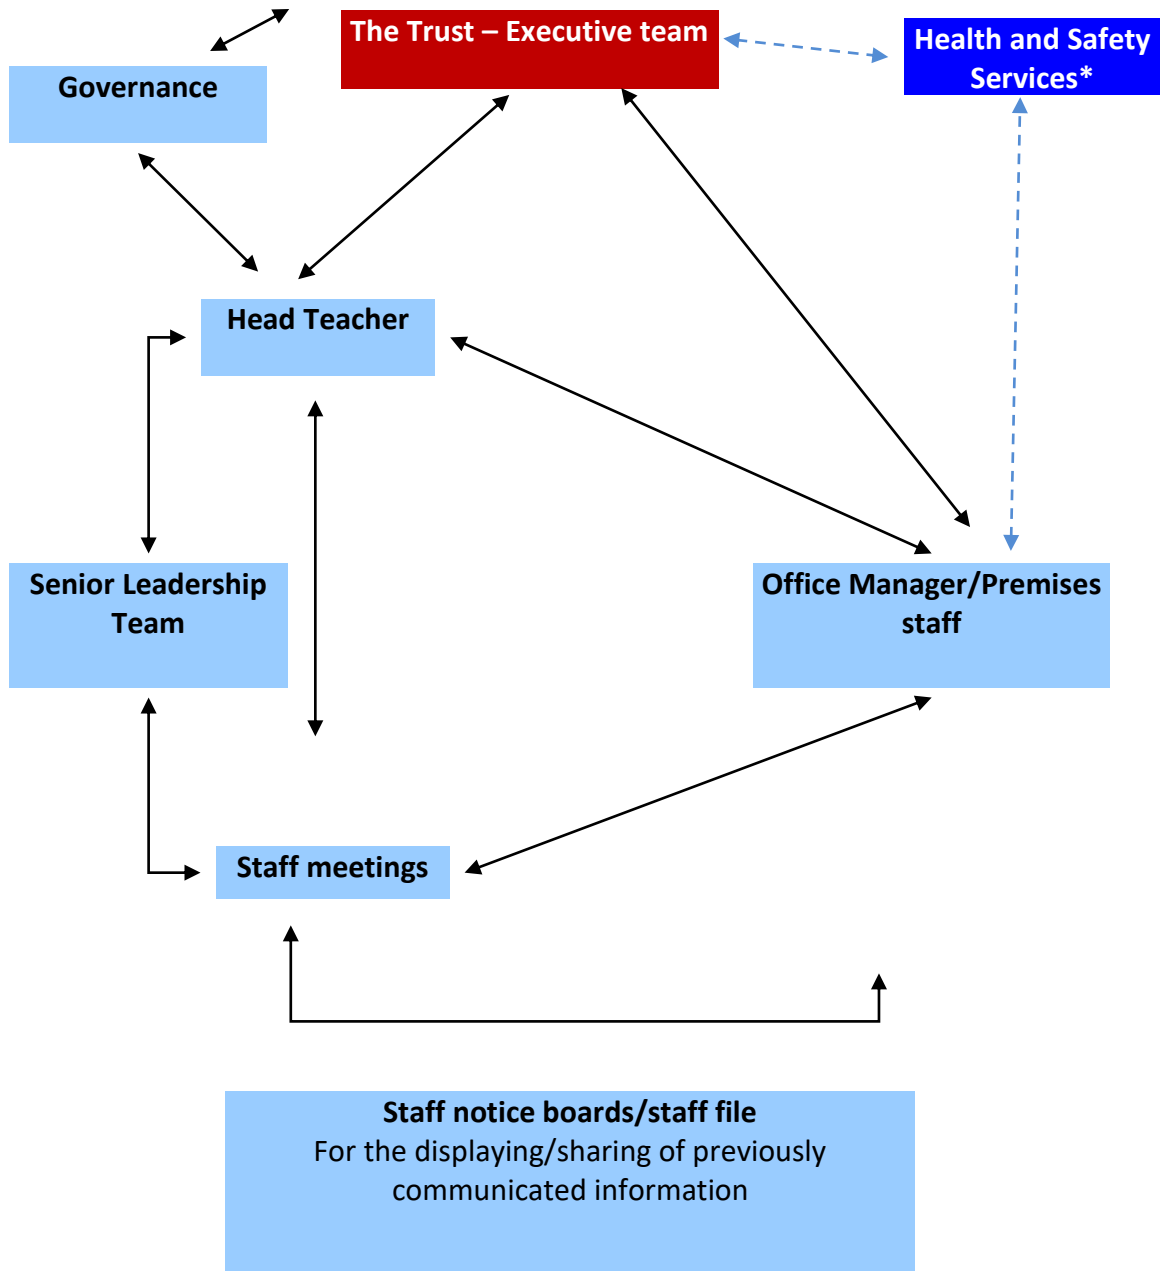 The Trust – Executive team
Health and Safety
Services*
Governance
Head Teacher
Senior Leadership
Team
Office Manager/Premises
staff
Staff meetings
Staff notice boards/staff file
For the displaying/sharing of previously
communicated information